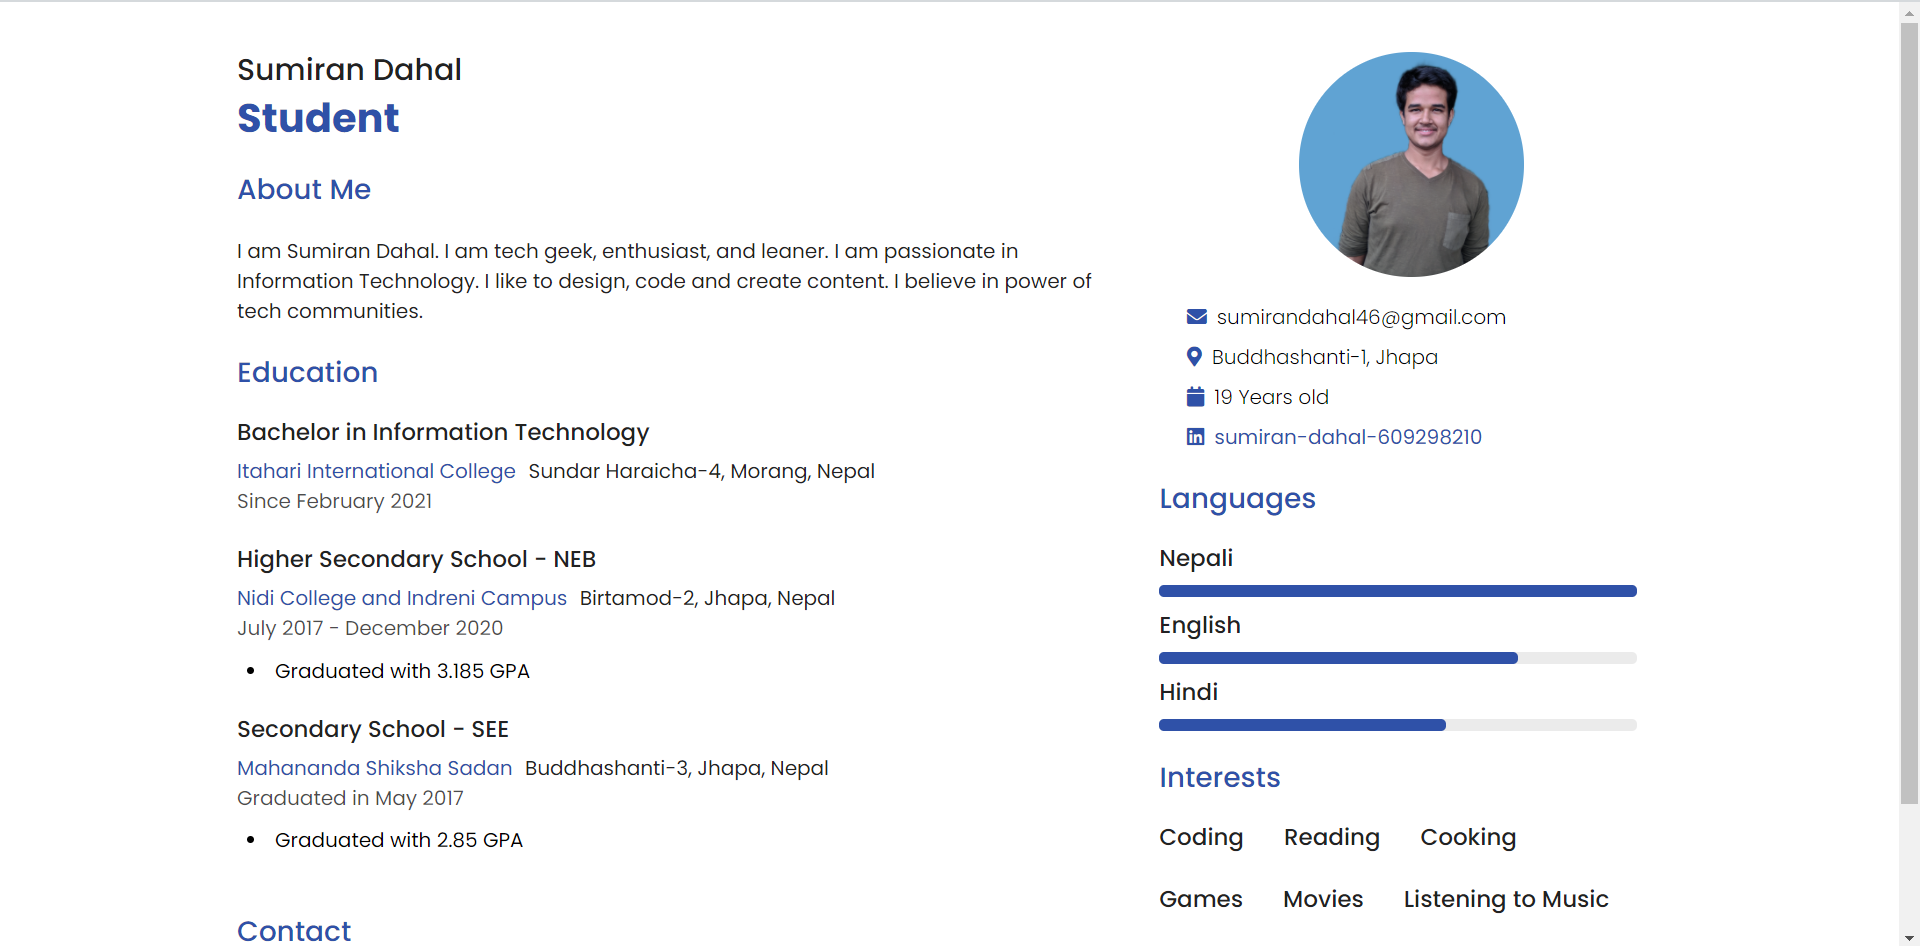 Sumiran Dahal
Student
About Me
I am Sumiran Dahal. I am tech geek, enthusiast, and leaner. I am passionate in
Information Technology. I like to design, code and create content. I believe in power of
tech communities.
Education
Bachelor in Information Technology
Itahari International College Sundar Haraicha-4, Morang, Nepal
Since February 2021
Higher Secondary School - NEB
Nidi College and Indreni Campus Birtamod-2, Jhapa, Nepal
July 2017 - December 2020
• Graduated with 3.185 GPA
Secondary School - SEE
Mahananda Shiksha Sadan Buddhashanti-3, Jhapa, Nepal
Graduated in May 2017
• Graduated with 2.85 GPA
Contact
sumirandahal46@gmail.com
Buddhashanti-1, Jhapa
19 Years old
in sumiran-dahal-609298210
Languages
Nepali
English
Hindi
Interests
Coding Reading Cooking
Games Movies Listening to Music